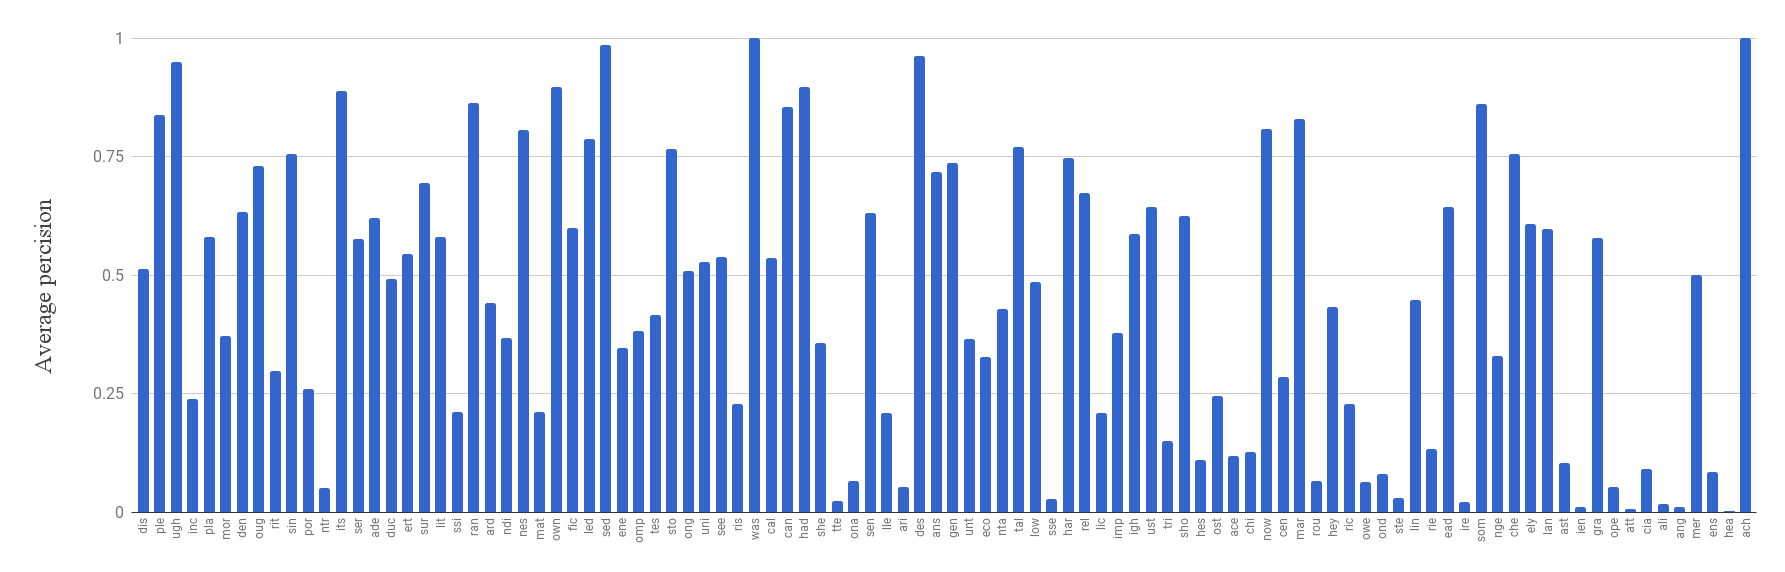 1
0.75
0.5
0.25
0
Average percision
dis ple ugh inc pla mor den oug rit sin por ntr its ser ade duc ert sur lit ssi ran ard ndi nes mat own fic led sed ene omp tes sto ong uni see ris was cal can had she tte ona sen lle ari des ans gen unt eco nta tal low sse har rel lic imp igh ust tri sho hes ost ace chi now cen mar rou hey ric owe ond ste lin rie ead ire som nge che ely lan ast ien gra ope att cia ali ang mer ens hea ach